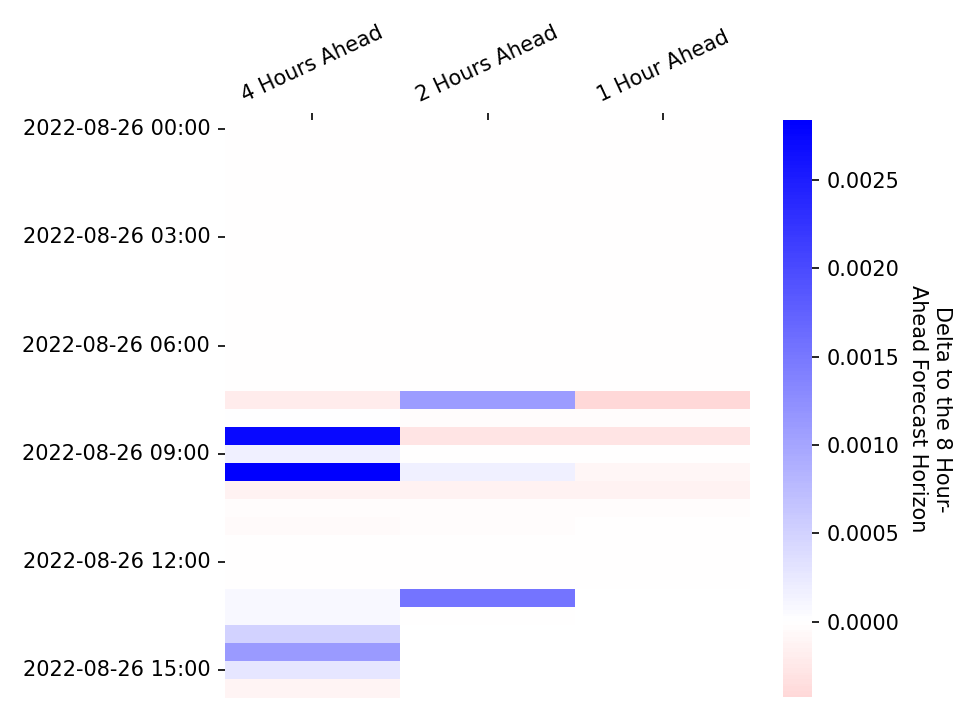 4 Hours Ahead
2 Hours Ahead
1 Hour Ahead
2022-08-26 00:00
2022-08-26 03:00
2022-08-26 06:00
2022-08-26 09:00
2022-08-26 12:00
2022-08-26 15:00
0.0025
0.0020
0.0015
0.0010
0.0005
0.0000
Delta to the 8 Hour-
Ahead Forecast Horizon